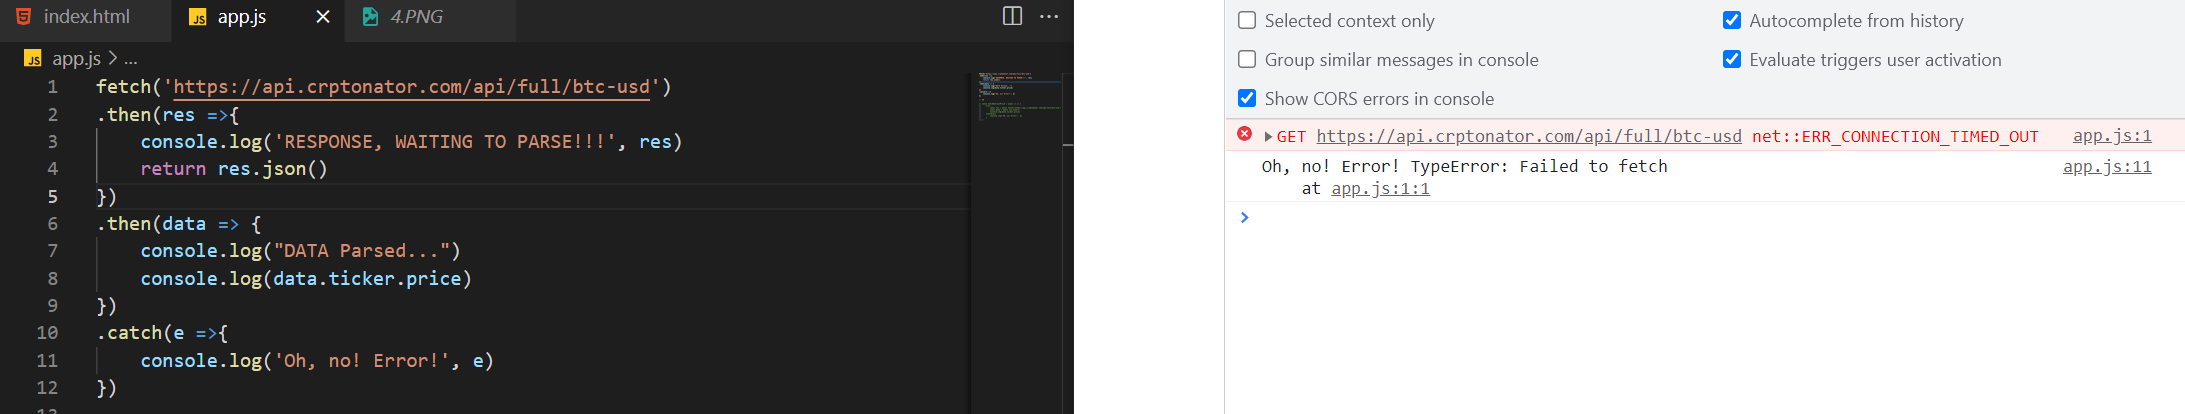 index.html
app.js
4.PNG
app.js > ...
1 fetch('https://api.crptonator.com/api/full/btc-usd')
2 .then(res =>{
3 console.log('RESPONSE, WAITING TO PARSE!!!', res)
4 return res.json()
5 })
6 .then(data => {
7 console.log("DATA Parsed...")
8 console.log(data.ticker.price)
9 })
10 .catch(e =>{
11 console.log('Oh, no! Error!', e)
12 })
Selected context only
Autocomplete from history
Group similar messages in console
Evaluate triggers user activation
Show CORS errors in console
GET https://api.crptonator.com/api/full/btc-usd net::ERR_CONNECTION_TIMED_OUT app.js:1
Oh, no! Error! TypeError: Failed to fetch app.js:11
at app.js:1:1